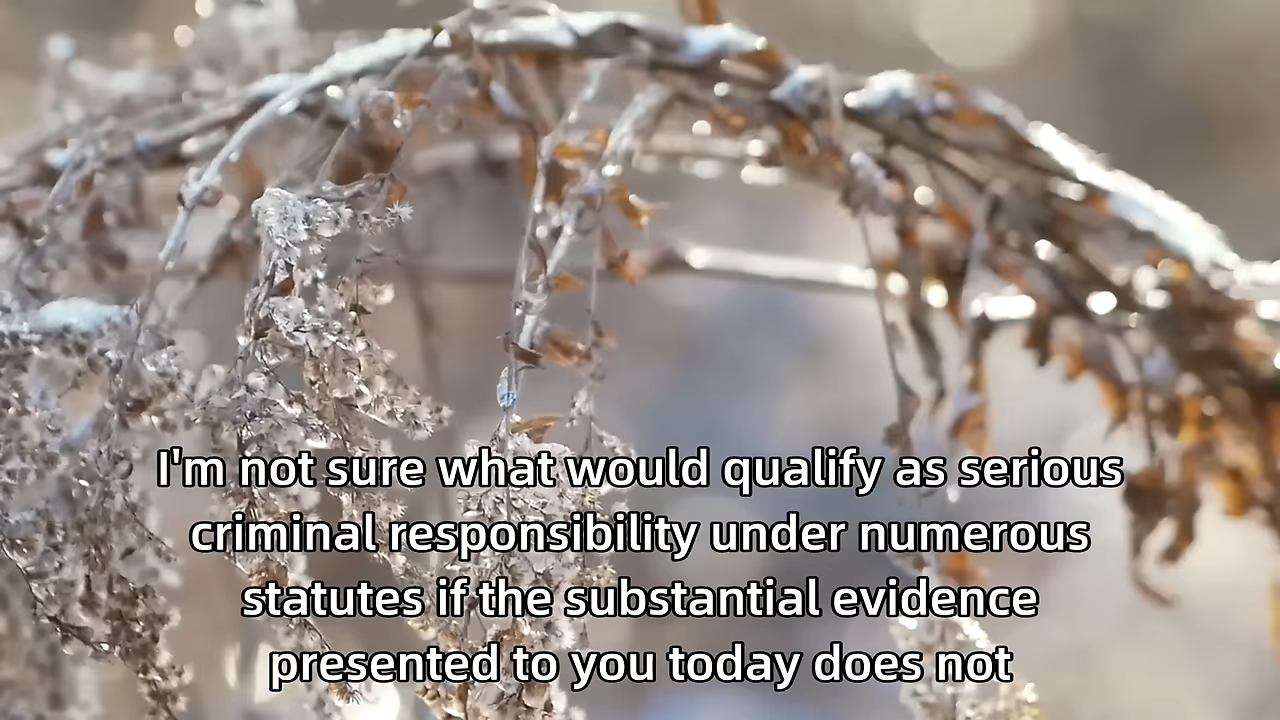 I'm not sure what would qualify as serious
criminal responsibility under numerous
statutes if the substantial evidence
presented to you today does not